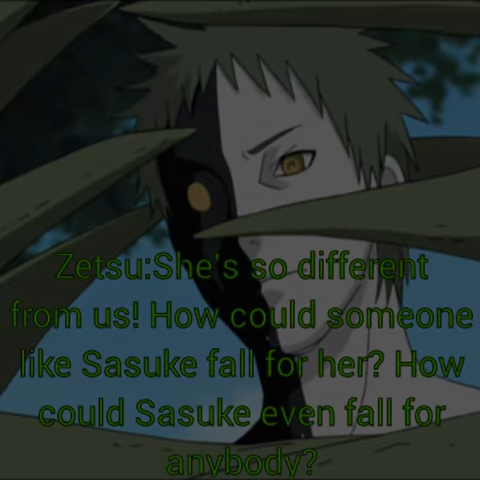 Zetsu:She's so different
from us! How could someone
like Sasuke fall for her? How
could Sasuke even fall for
anybody?